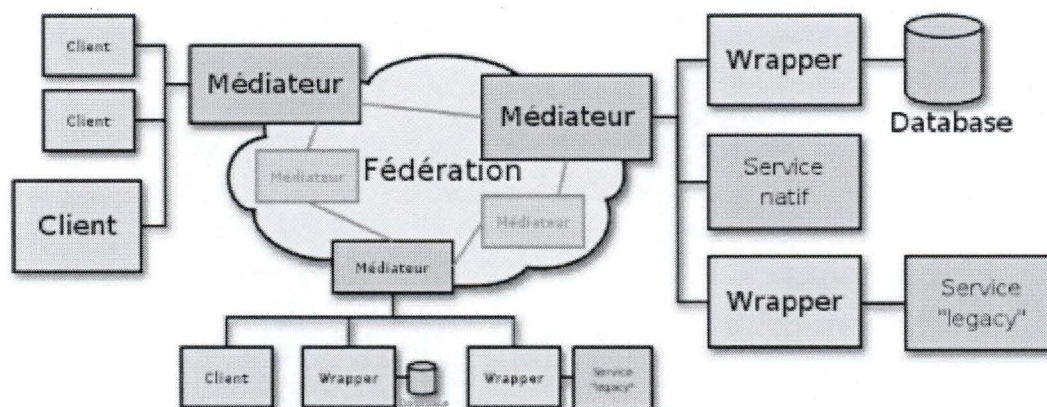 Client
Client
Client
Médiateur
Médiateur
Médiateur
Fédération
Médiateur
Médiateur
Wrapper
Database
Service
natif
Wrapper
Service
"legacy"
Client
Wrapper
Wrapper
Service
"legacy"